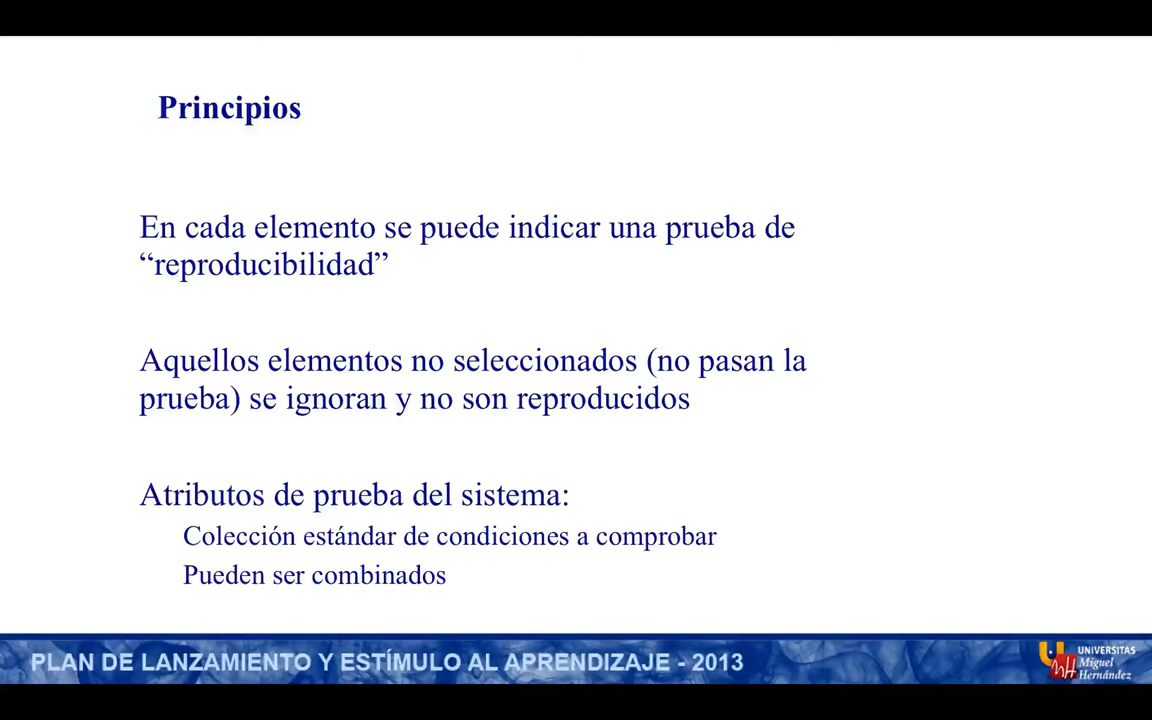 Principios
En cada elemento se puede indicar una prueba de
“reproducibilidad”
Aquellos elementos no seleccionados (no pasan la
prueba) se ignoran y no son reproducidos
Atributos de prueba del sistema:
Colección estándar de condiciones a comprobar
Pueden ser combinados
PLAN DE LANZAMIENTO Y ESTÍMULO AL APRENDIZAJE - 2013
UNIVERSITAS
Miguel
Hernández